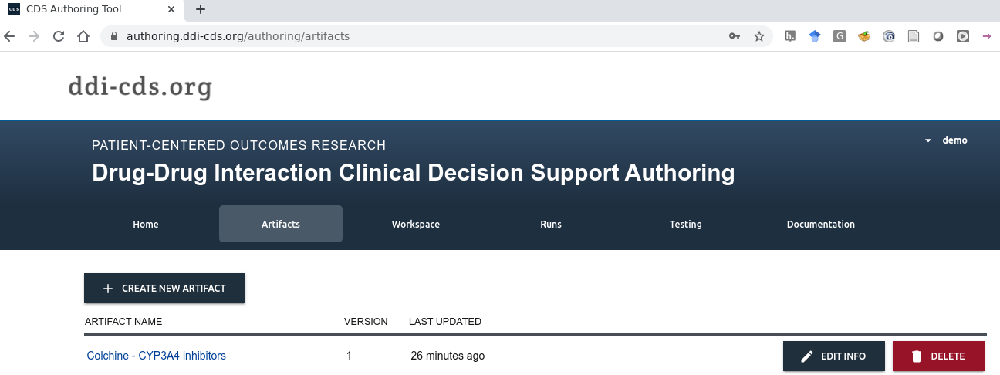 CDS CDS Authoring Tool
authoring.ddi-cds.org/authoring/artifacts
ddi-cds.org
PATIENT-CENTERED OUTCOMES RESEARCH demo
Drug-Drug Interaction Clinical Decision Support Authoring
Home Artifacts Workspace Runs Testing Documentation
CREATE NEW ARTIFACT
ARTIFACT NAME VERSION LAST UPDATED
Colchine - CYP3A4 inhibitors 1 26 minutes ago EDIT INFO DELETE